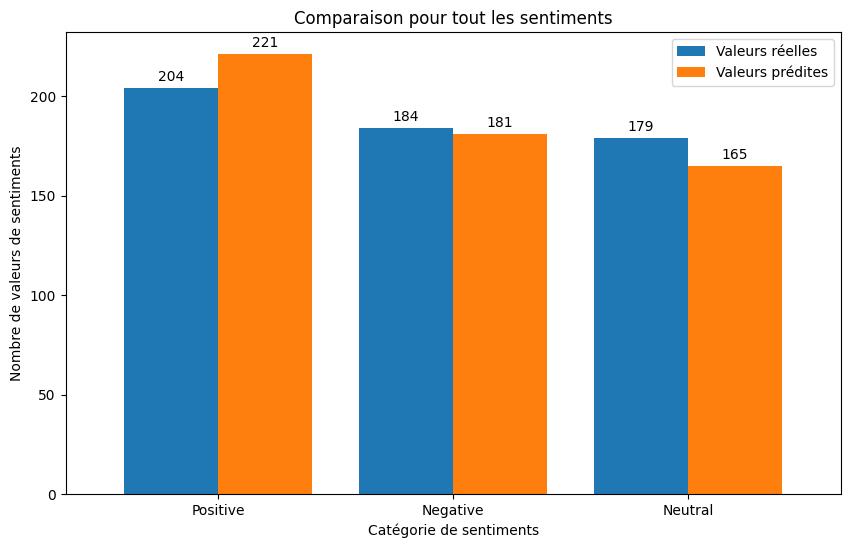 Comparaison pour tout les sentiments
Valeurs réelles
Valeurs prédites
Nombre de valeurs de sentiments
200
150
100
50
0
204
221
184
181
179
165
Positive
Negative
Neutral
Catégorie de sentiments